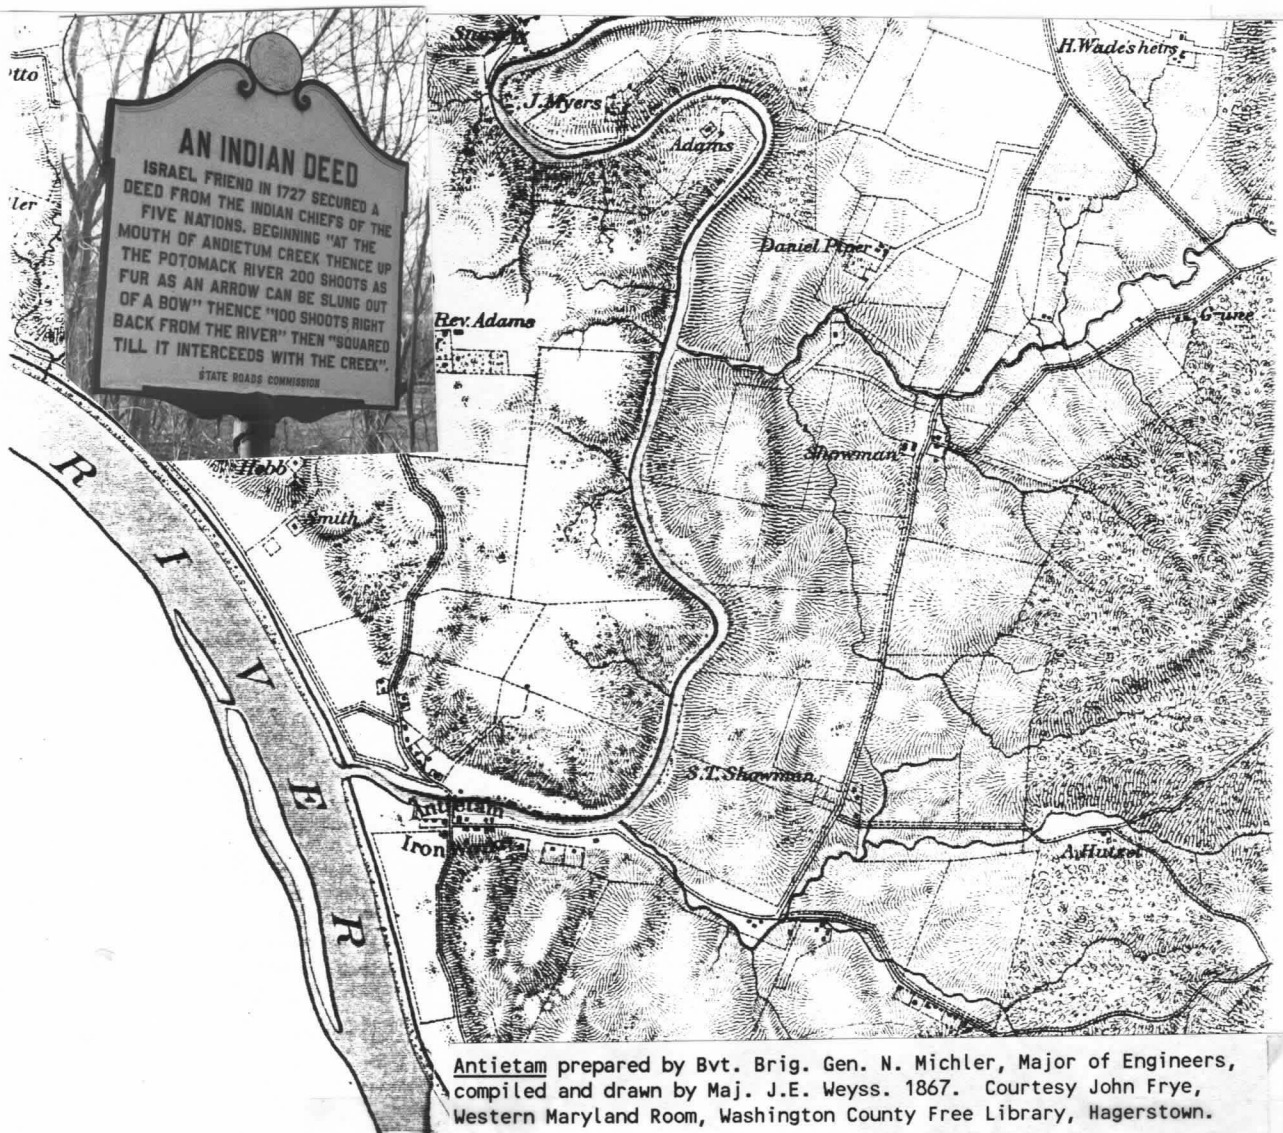 AN INDIAN DEED
ISRAEL FRIEND IN 1727 SECURED A
DEED FROM THE INDIAN CHIEFS OF THE
FIVE NATIONS. BEGINNING "AT THE
MOUTH OF ANDIETUM CREEK THENCE UP
THE POTOMACK RIVER 200 SHOOTS AS
FUR AS AN ARROW CAN BE SLUNG OUT
OF A BOW" THENCE "100 SHOOTS RIGHT
BACK FROM THE RIVER" THEN "SQUARED
TILL IT INTERCEEDS WITH THE CREEK".
STATE ROADS COMMISSION
otto
ler
H. Wadesheirs
J. Myers
Adams
Daniel Piper
Rev. Adams
Showman
Hebb
Smith
RIVER
S.T. Showman
Antietam
Iron
A. Hutzel
Antietam prepared by Bvt. Brig. Gen. N. Michler, Major of Engineers,
compiled and drawn by Maj. J.E. Weyss. 1867. Courtesy John Frye,
Western Maryland Room, Washington County Free Library, Hagerstown.